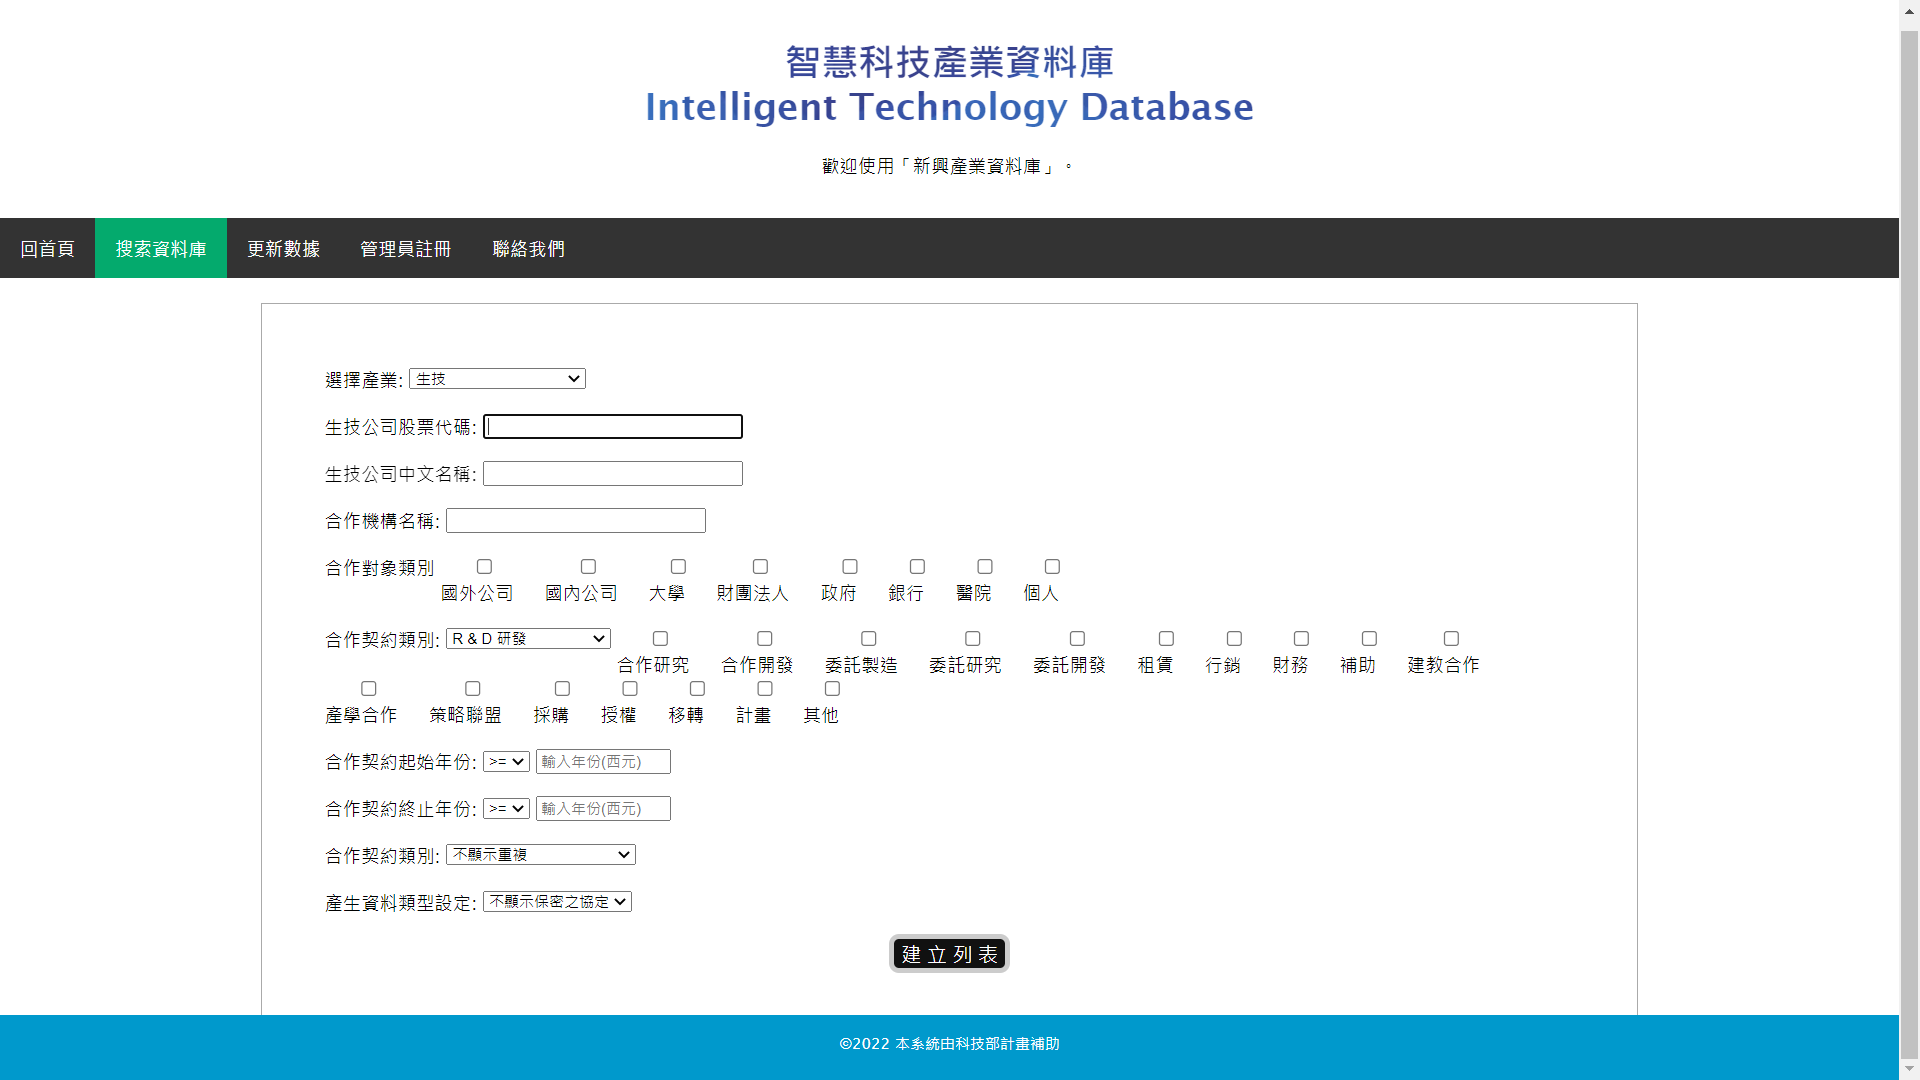 智慧科技產業資料庫
Intelligent Technology Database
歡迎使用「新興產業資料庫」。
回首頁 搜索資料庫 更新數據 管理員註冊 聯絡我們
選擇產業: 生技
生技公司股票代碼:
生技公司中文名稱:
合作機構名稱:
合作對象類別
國外公司 國內公司 大學 財團法人 政府 銀行 醫院 個人
合作契約類別: R & D 研發
合作研究 合作開發 委託製造 委託研究 委託開發 租賃 行銷 財務 補助 建教合作
產學合作 策略聯盟 採購 授權 移轉 計畫 其他
合作契約起始年份: >= 輸入年份(西元)
合作契約終止年份: >= 輸入年份(西元)
合作契約類別: 不顯示重複
產生資料類型設定: 不顯示保密之協定
建立列表
©2022 本系統由科技部計畫補助